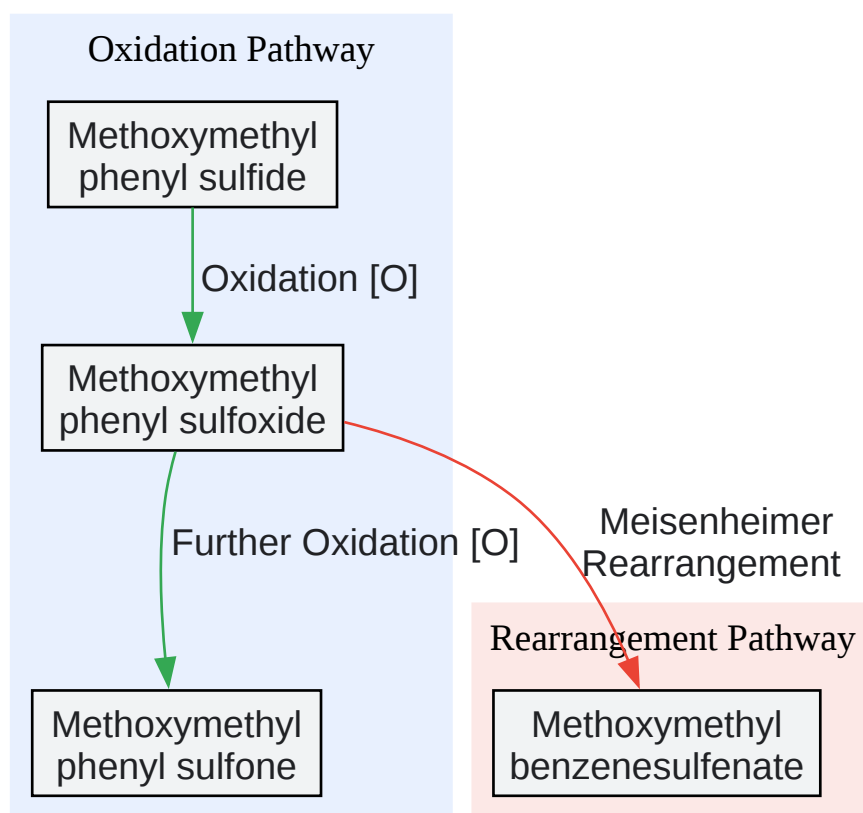 Oxidation Pathway
Methoxymethyl
phenyl sulfide
Oxidation [O]
Methoxymethyl
phenyl sulfoxide
Further Oxidation [O]
Meisenheimer
Rearrangement
Rearrangement Pathway
Methoxymethyl
phenyl sulfone
Methoxymethyl
benzenesulfenate